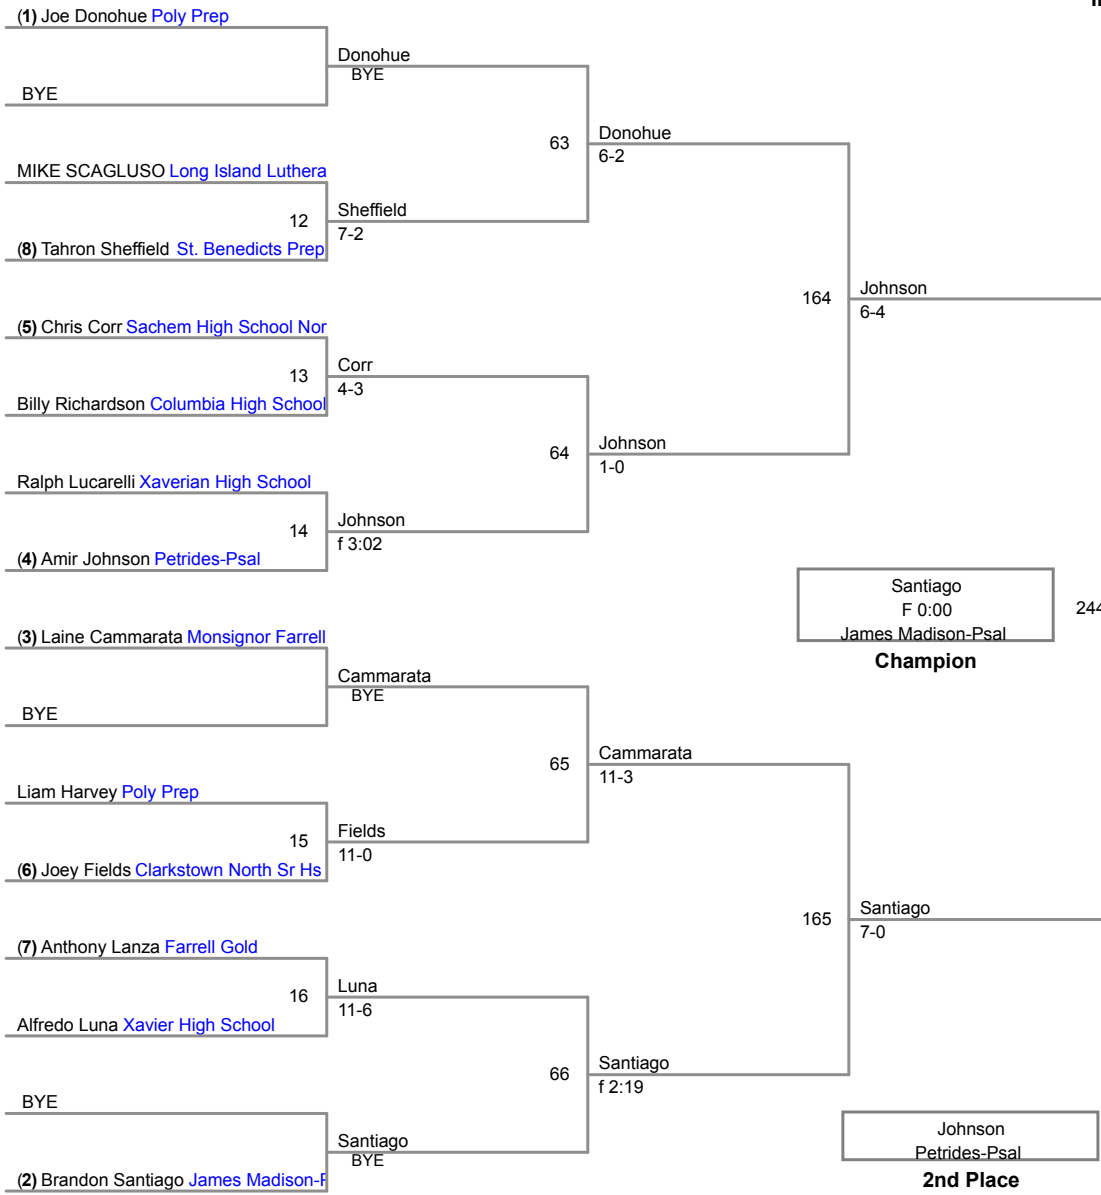 (1) Joe Donohue Poly Prep
Donohue
BYE
BYE
63
Donohue
6-2
MIKE SCAGLUSO Long Island Luthera
12
Sheffield
7-2
(8) Tahron Sheffield St. Benedicts Prep
164
Johnson
6-4
(5) Chris Corr Sachem High School Nor
13
Corr
4-3
Billy Richardson Columbia High School
64
Johnson
1-0
Ralph Lucarelli Xaverian High School
14
Johnson
f 3:02
(4) Amir Johnson Petrides-Psal
Santiago
F 0:00
James Madison-Psal
244
Champion
(3) Laine Cammarata Monsignor Farrell
Cammarata
BYE
BYE
65
Cammarata
11-3
Liam Harvey Poly Prep
15
Fields
11-0
(6) Joey Fields Clarkstown North Sr Hs
165
Santiago
7-0
(7) Anthony Lanza Farrell Gold
16
Luna
11-6
Alfredo Luna Xavier High School
66
Santiago
f 2:19
BYE
Santiago
BYE
(2) Brandon Santiago James Madison-
Johnson
Petrides-Psal
2nd Place